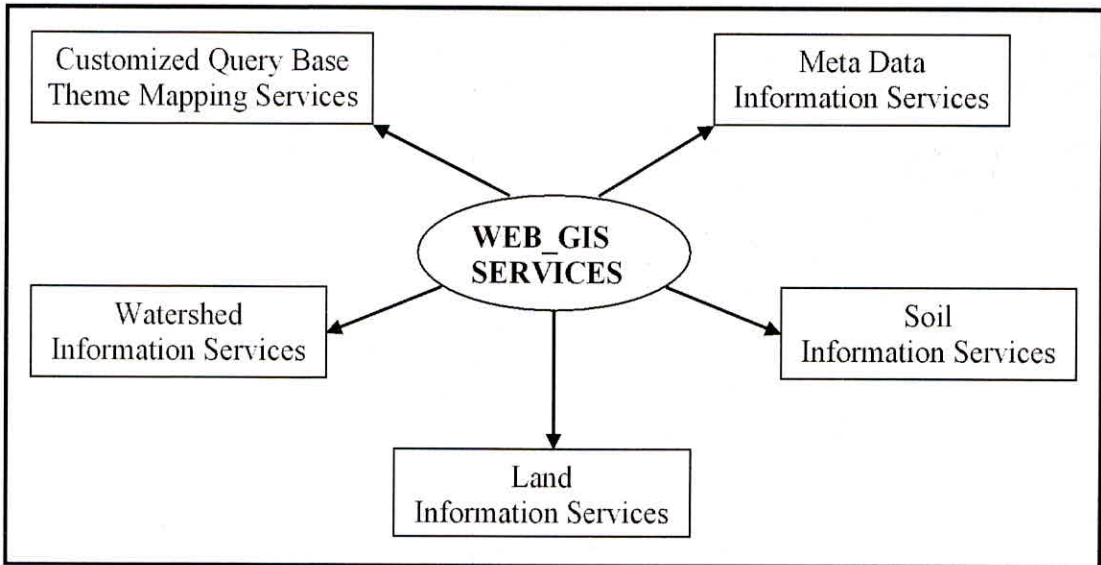 Customized Query Base
Theme Mapping Services
Meta Data
Information Services
WEB_GIS
SERVICES
Watershed
Information Services
Soil
Information Services
Land
Information Services